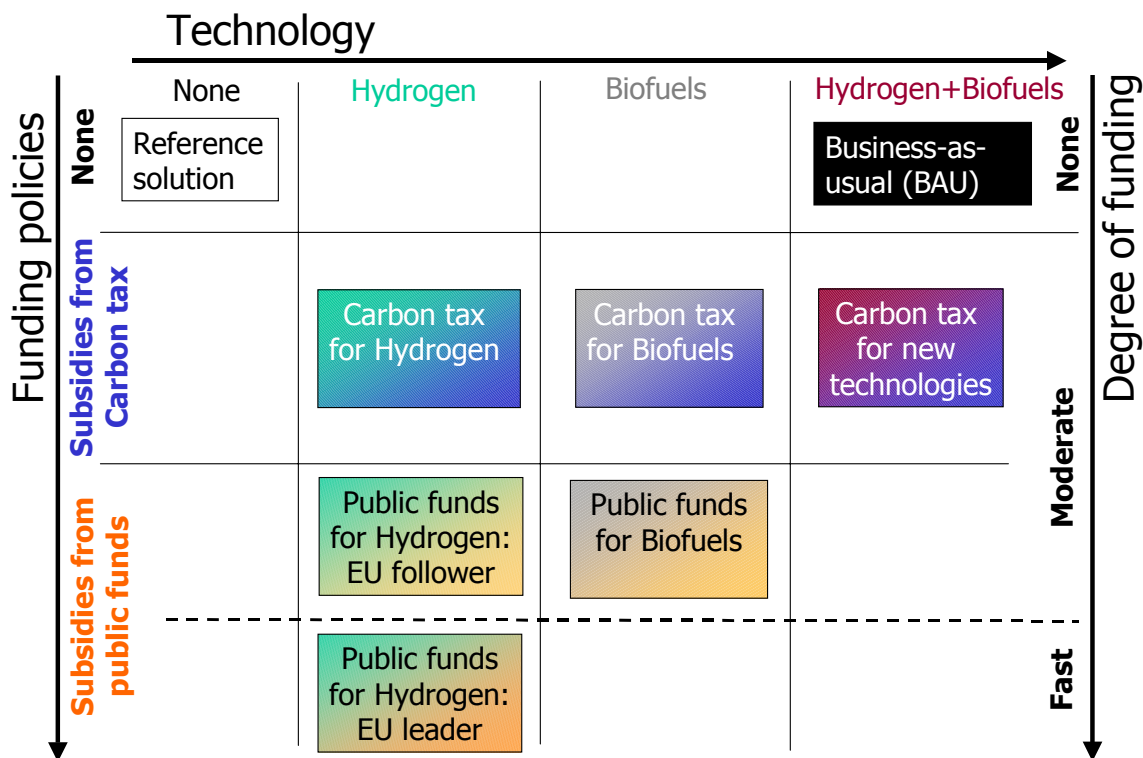 Technology
None
Hydrogen
Biofuels
Hydrogen+Biofuels
Funding policies
Degree of funding
None
Reference
solution
Business-as-
usual (BAU)
None
Subsidies from
Carbon tax
Carbon tax
for Hydrogen
Carbon tax
for Biofuels
Carbon tax
for new
technologies
Moderate
Subsidies from
public funds
Public funds
for Hydrogen:
EU follower
Public funds
for Biofuels
Public funds
for Hydrogen:
EU leader
Fast